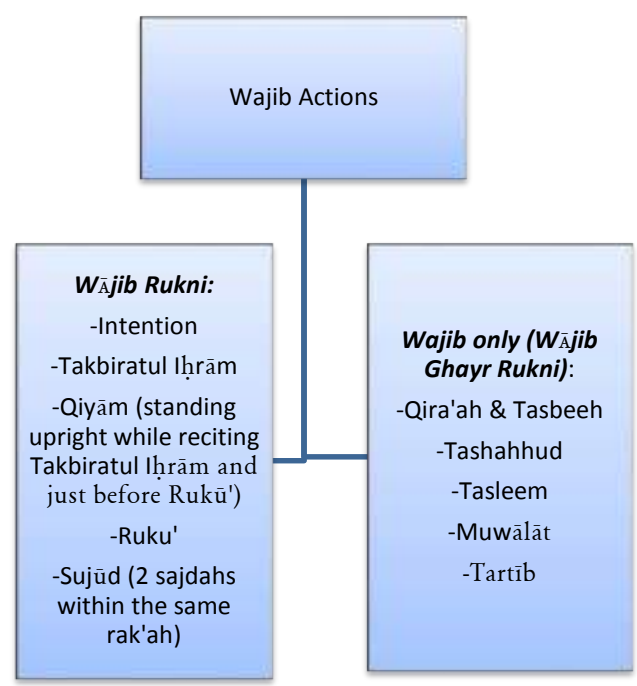 Wajib Actions
WĀjib Rukni:
-Intention
-Takbiratul Iḥrām
-Qiyām (standing
upright while reciting
Takbiratul Iḥrām and
just before Rukū')
-Ruku'
-Sujūd (2 sajdahs
within the same
rak'ah)
Wajib only (WĀjib
Ghayr Rukni):
-Qira'ah & Tasbeeh
-Tashahhud
-Tasleem
-Muwālāt
-Tartīb